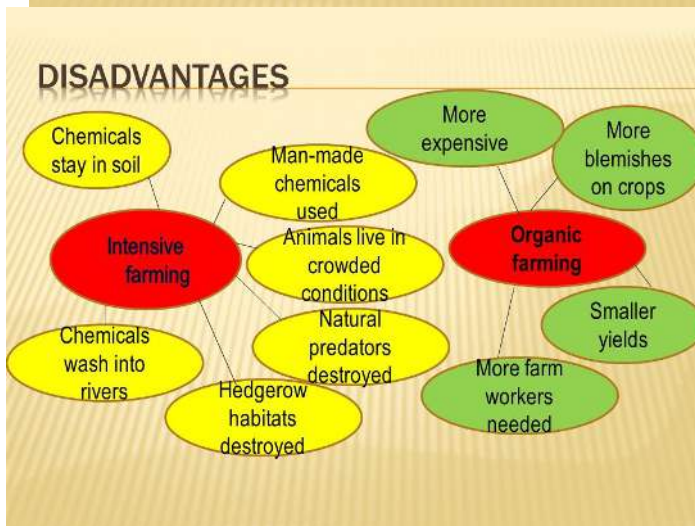 DISADVANTAGES
Chemicals
stay in soil
Man-made
chemicals
used
Intensive
farming
Animals live in
crowded
conditions
Chemicals
wash into
rivers
Natural
predators
destroyed
Hedgerow
habitats
destroyed
More
expensive
More
blemishes
on crops
Organic
farming
Smaller
yields
More farm
workers
needed